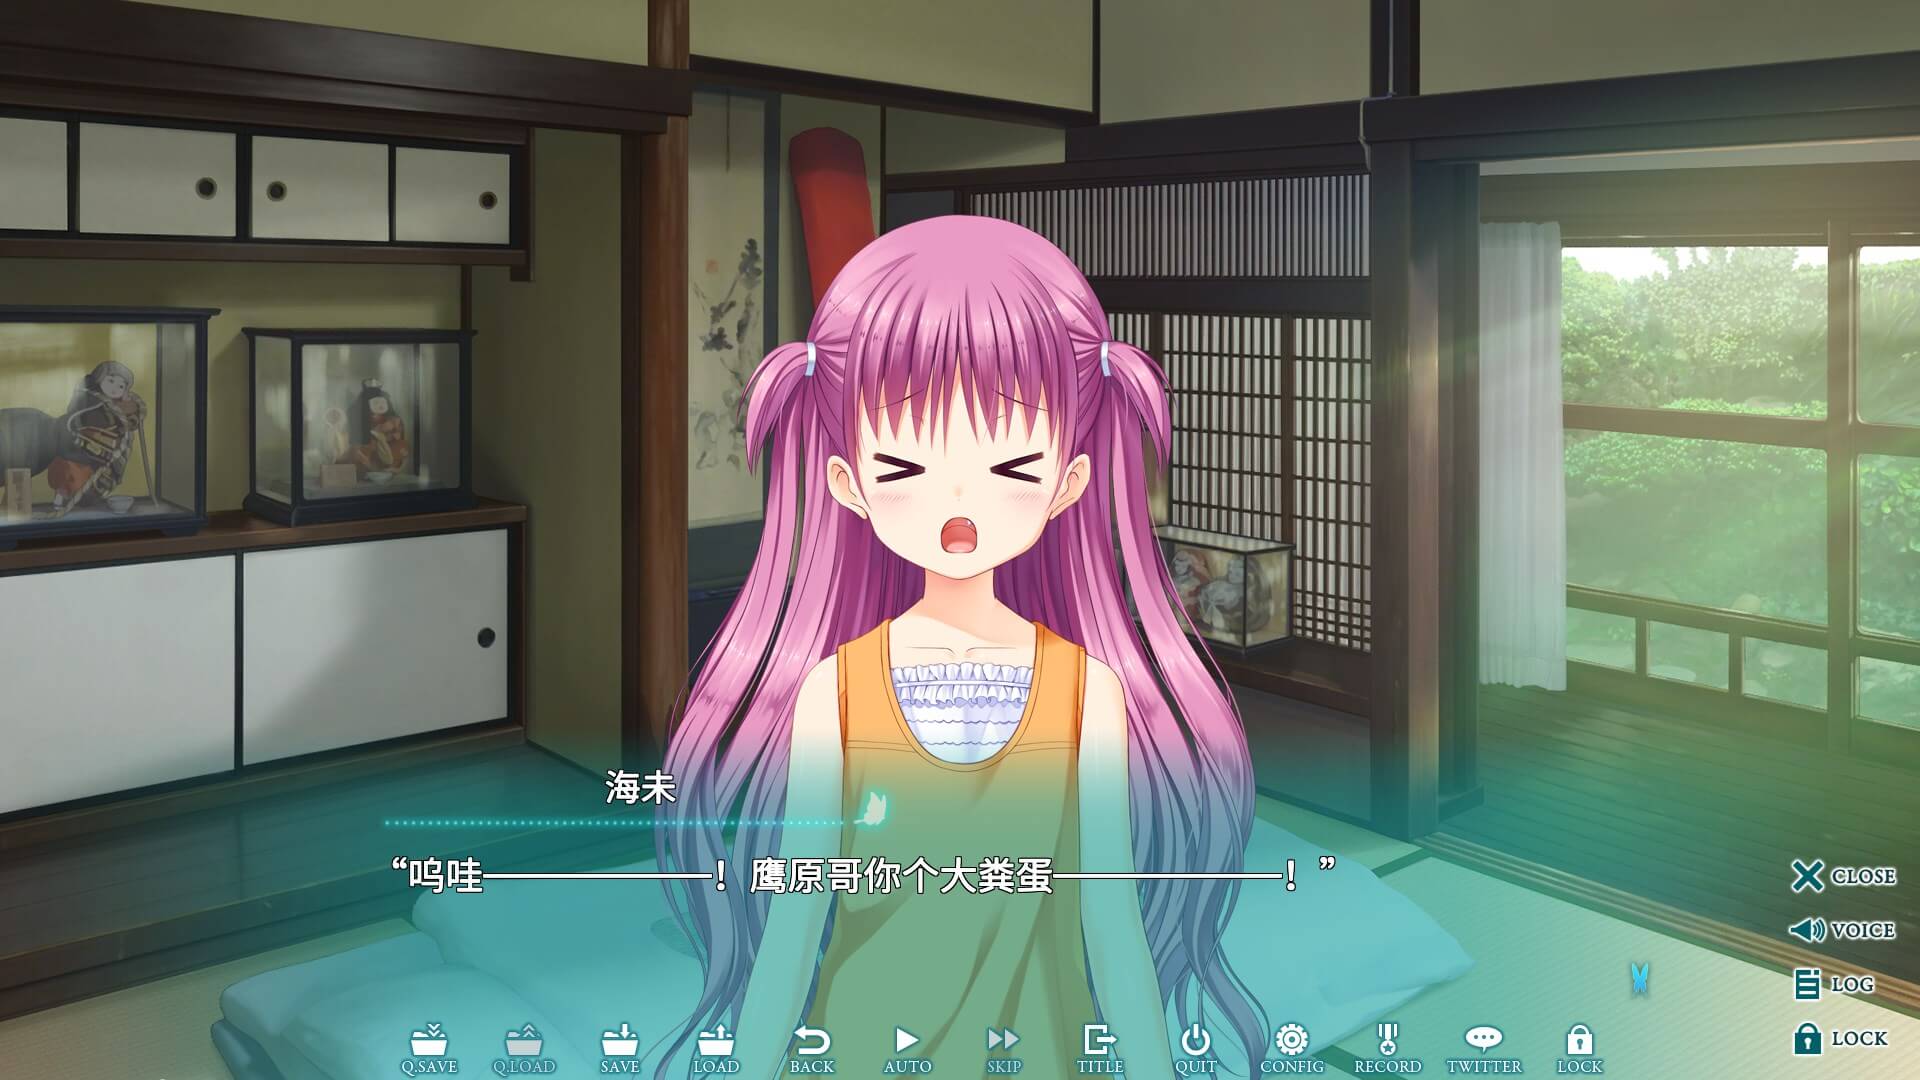 海未
“呜哇——————！鹰原哥你个大粪蛋——————！”
CLOSE
VOICE
LOG
LOCK
Q.SAVE
Q.LOAD
SAVE
LOAD
BACK
AUTO
SKIP
TITLE
QUIT
CONFIG
RECORD
TWITTER
LOCK